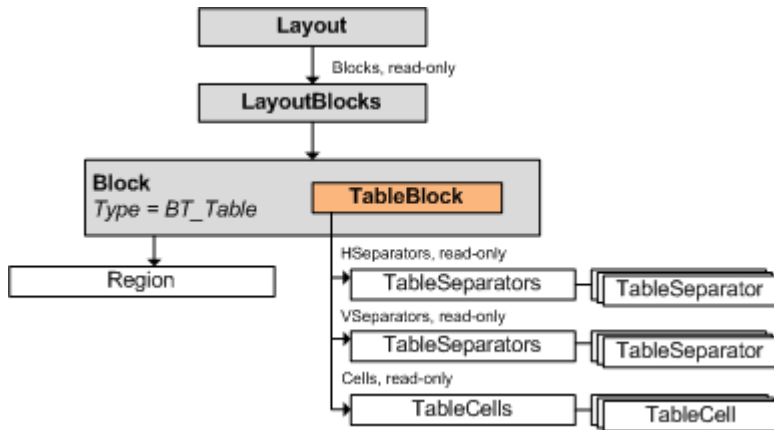 Layout
Blocks, read-only
LayoutBlocks
Block
Type = BT_Table
TableBlock
Region
HSeparators, read-only
TableSeparators
TableSeparator
VSeparators, read-only
TableSeparators
TableSeparator
Cells, read-only
TableCells
TableCell